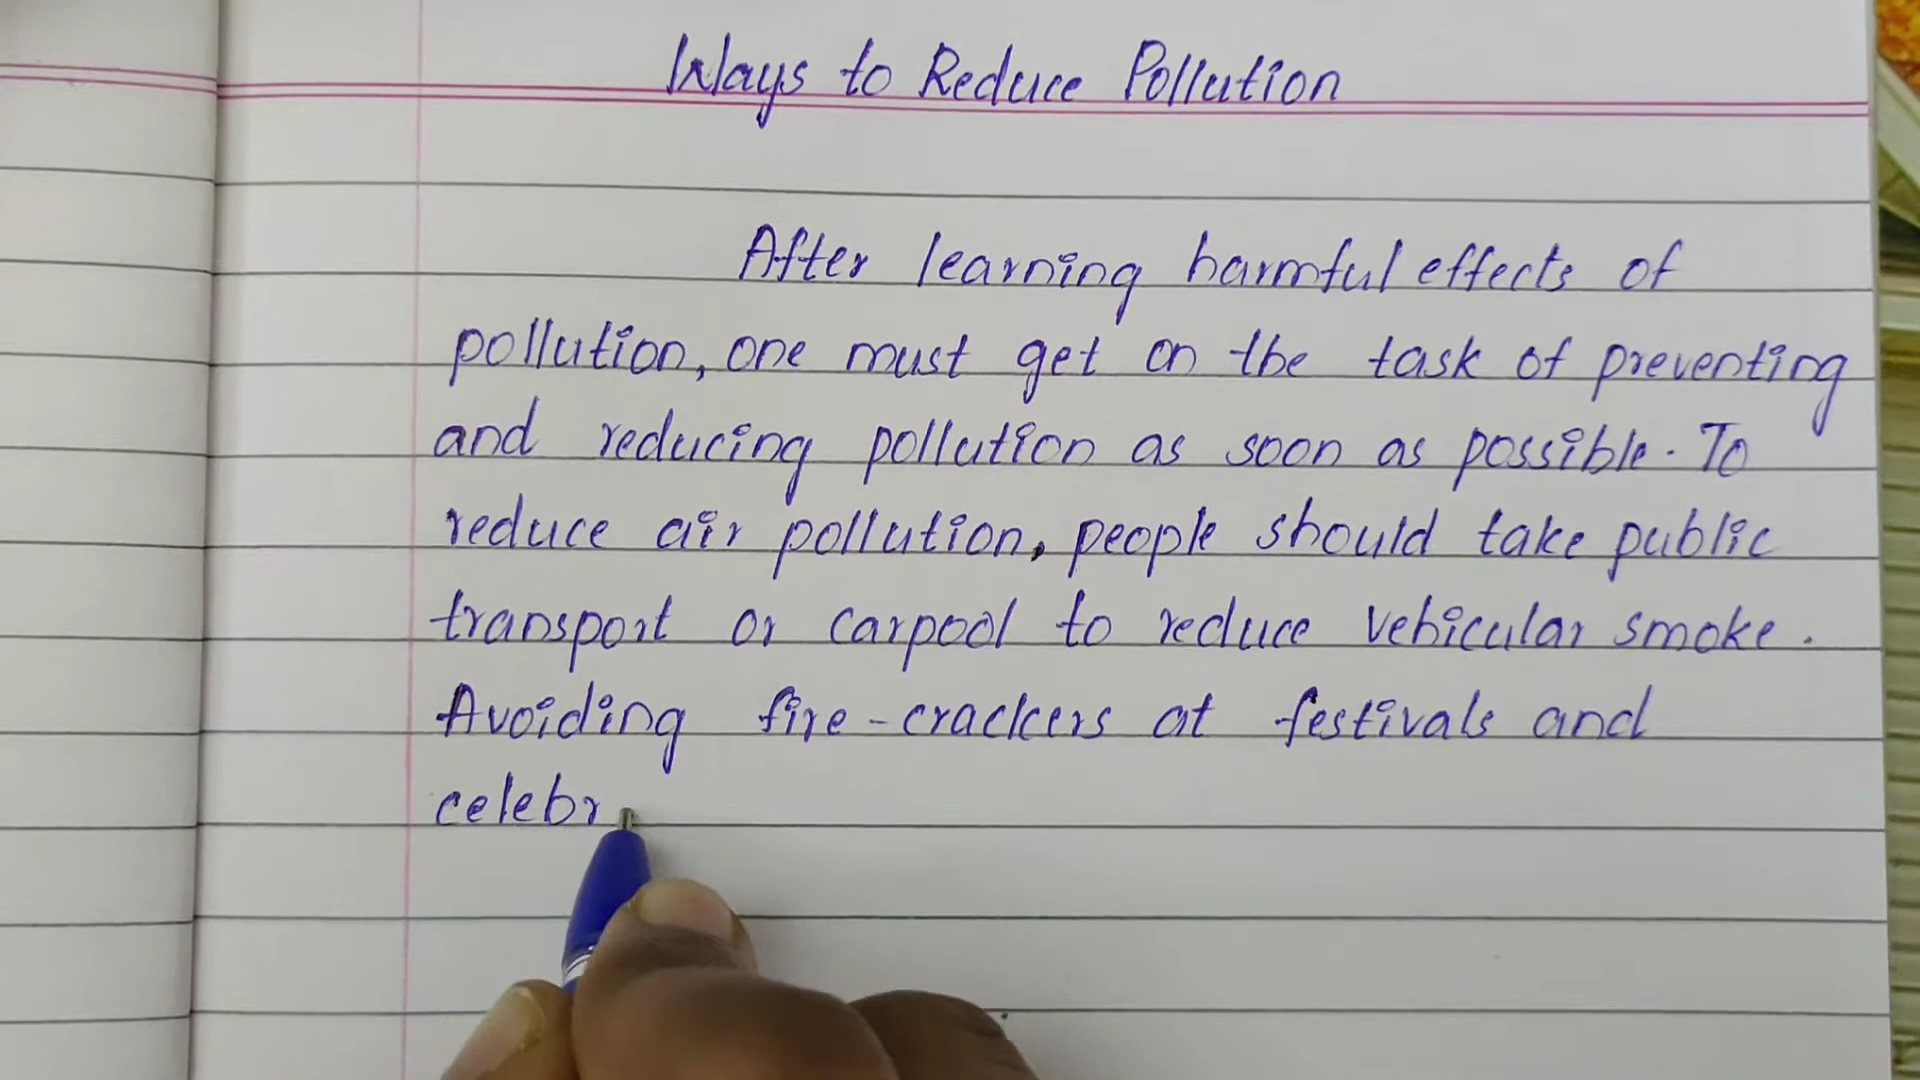 Ways to Reduce Pollution
After learning harmful effects of
pollution, one must get on the task of preventing
and reducing pollution as soon as possible. To
reduce air pollution, people should take public
transport or carpool to reduce vehicular smoke.
Avoiding fire-crackers at festivals and
celebr